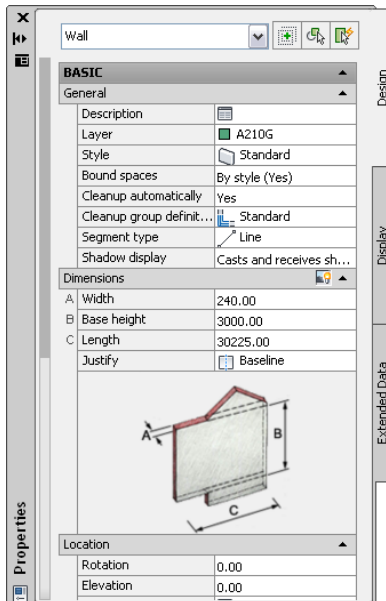 Wall
BASIC
General
Description
Layer A210G
Style Standard
Bound spaces By style (Yes)
Cleanup automatically Yes
Cleanup group definit... Standard
Segment type Line
Shadow display Casts and receives sh...
Dimensions
A Width 240.00
B Base height 3000.00
C Length 30225.00
Justify Baseline
A
B
C
Location
Rotation 0.00
Elevation 0.00
Properties
Design
Display
Extended Data